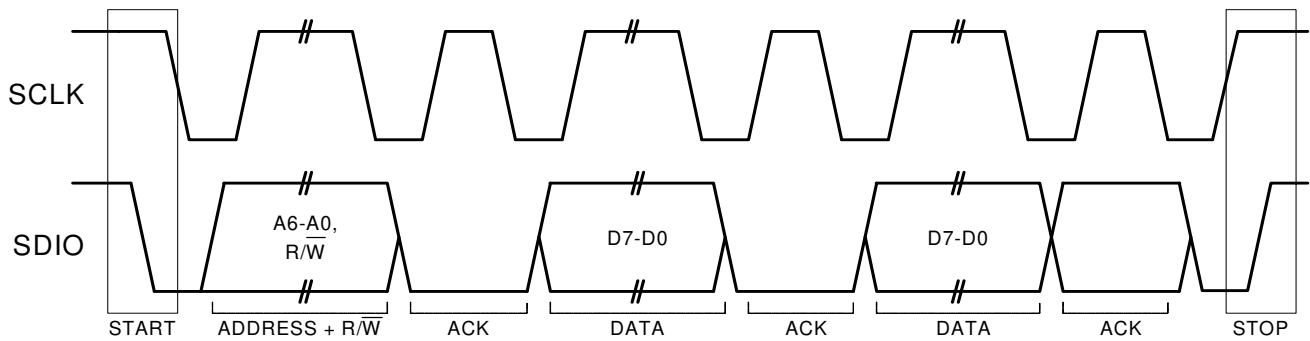 SCLK
SDIO
A6-A0,
R/W̅
D7-D0
D7-D0
START
ADDRESS + R/W̅
ACK
DATA
ACK
DATA
ACK
STOP